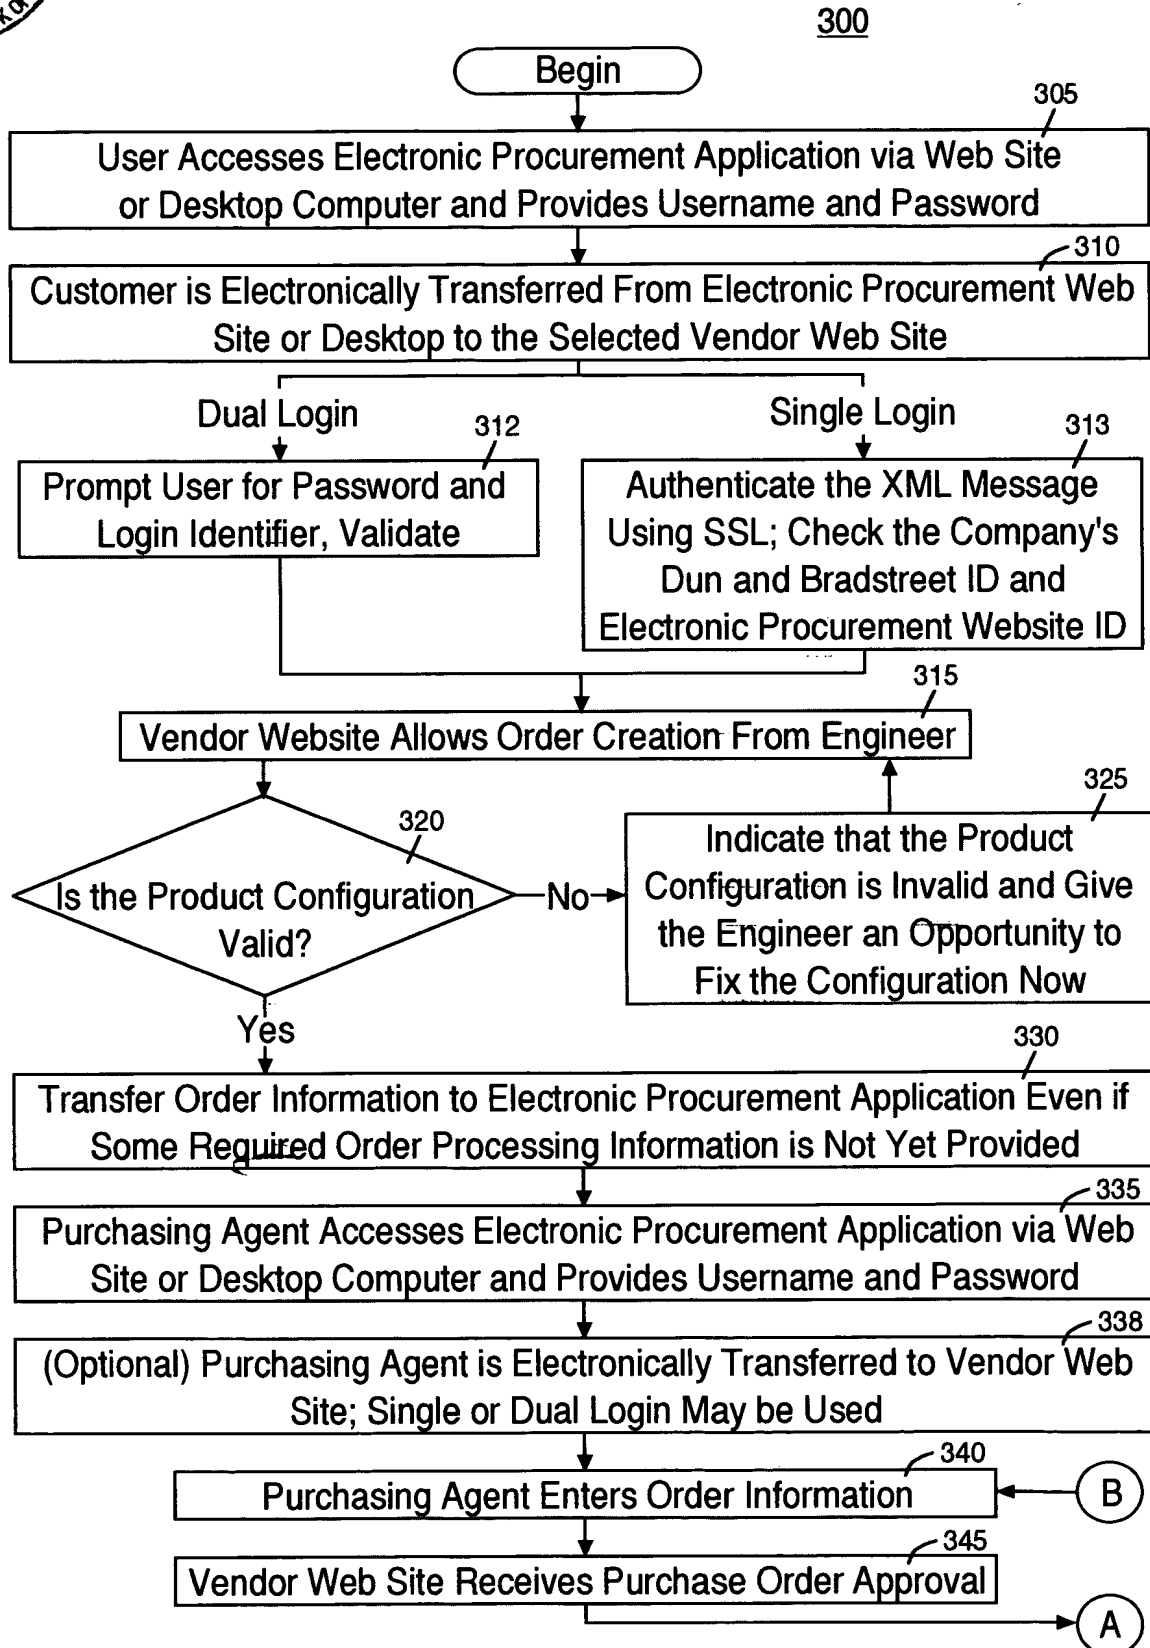 300
Begin
305
User Accesses Electronic Procurement Application via Web Site
or Desktop Computer and Provides Username and Password
310
Customer is Electronically Transferred From Electronic Procurement Web
Site or Desktop to the Selected Vendor Web Site
Dual Login
Single Login
312
313
Prompt User for Password and
Login Identifier, Validate
Authenticate the XML Message
Using SSL; Check the Company's
Dun and Bradstreet ID and
Electronic Procurement Website ID
315
Vendor Website Allows Order Creation From Engineer
320
Is the Product Configuration
Valid?
No
325
Indicate that the Product
Configuration is Invalid and Give
the Engineer an Opportunity to
Fix the Configuration Now
Yes
330
Transfer Order Information to Electronic Procurement Application Even if
Some Required Order Processing Information is Not Yet Provided
335
Purchasing Agent Accesses Electronic Procurement Application via Web
Site or Desktop Computer and Provides Username and Password
338
(Optional) Purchasing Agent is Electronically Transferred to Vendor Web
Site; Single or Dual Login May be Used
340
Purchasing Agent Enters Order Information
B
345
Vendor Web Site Receives Purchase Order Approval
A